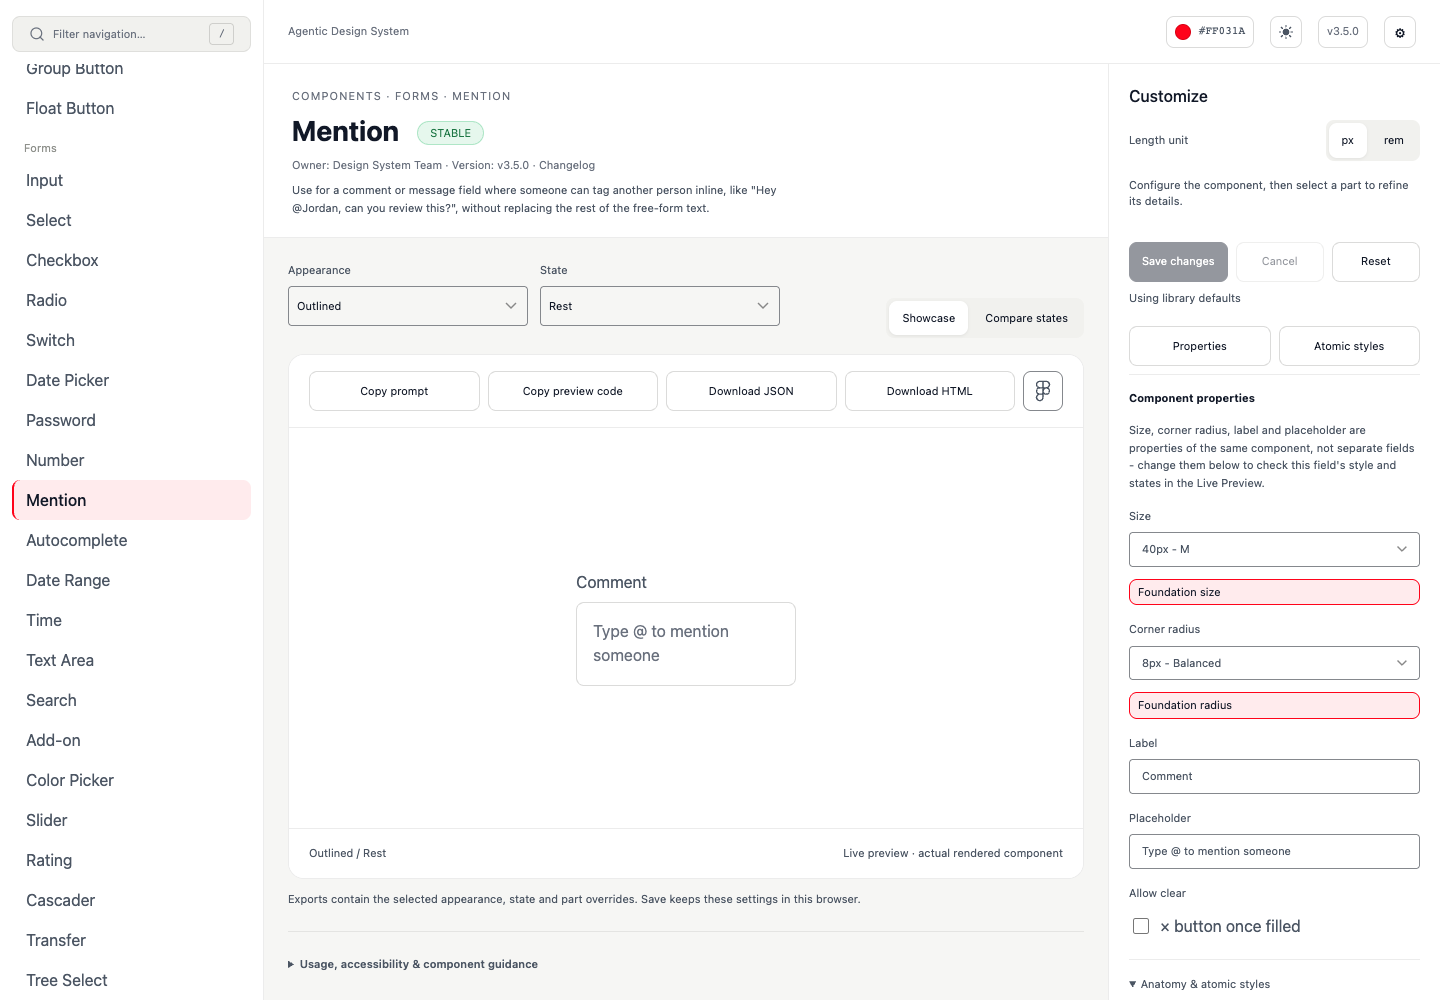 Filter navigation...
/
Group Button
Float Button
Forms
Input
Select
Checkbox
Radio
Switch
Date Picker
Password
Number
Mention
Autocomplete
Date Range
Time
Text Area
Search
Add-on
Color Picker
Slider
Rating
Cascader
Transfer
Tree Select
Agentic Design System
#FF031A
v3.5.0
COMPONENTS · FORMS · MENTION
Mention
STABLE
Owner: Design System Team · Version: v3.5.0 · Changelog
Use for a comment or message field where someone can tag another person inline, like "Hey
@Jordan, can you review this?", without replacing the rest of the free-form text.
Appearance
State
Outlined
Rest
Showcase
Compare states
Copy prompt
Copy preview code
Download JSON
Download HTML
Comment
Type @ to mention
someone
Outlined / Rest
Live preview · actual rendered component
Exports contain the selected appearance, state and part overrides. Save keeps these settings in this browser.
Usage, accessibility & component guidance
Customize
Length unit
px
rem
Configure the component, then select a part to refine
its details.
Save changes
Cancel
Reset
Using library defaults
Properties
Atomic styles
Component properties
Size, corner radius, label and placeholder are
properties of the same component, not separate fields
- change them below to check this field's style and
states in the Live Preview.
Size
40px - M
Foundation size
Corner radius
8px - Balanced
Foundation radius
Label
Comment
Placeholder
Type @ to mention someone
Allow clear
× button once filled
Anatomy & atomic styles